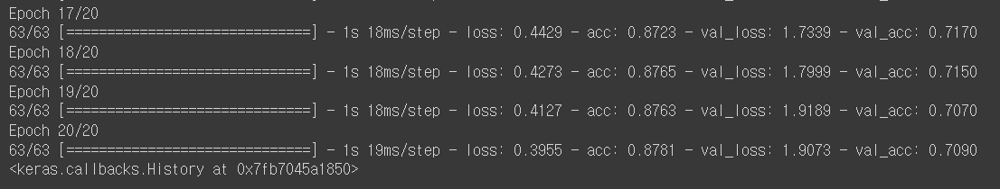 Epoch 17/20
63/63 [==============================] - 1s 18ms/step - loss: 0.4429 - acc: 0.8723 - val_loss: 1.7339 - val_acc: 0.7170
Epoch 18/20
63/63 [==============================] - 1s 18ms/step - loss: 0.4273 - acc: 0.8765 - val_loss: 1.7999 - val_acc: 0.7150
Epoch 19/20
63/63 [==============================] - 1s 18ms/step - loss: 0.4127 - acc: 0.8763 - val_loss: 1.9189 - val_acc: 0.7070
Epoch 20/20
63/63 [==============================] - 1s 19ms/step - loss: 0.3955 - acc: 0.8781 - val_loss: 1.9073 - val_acc: 0.7090
<keras.callbacks.History at 0x7fb7045a1850>